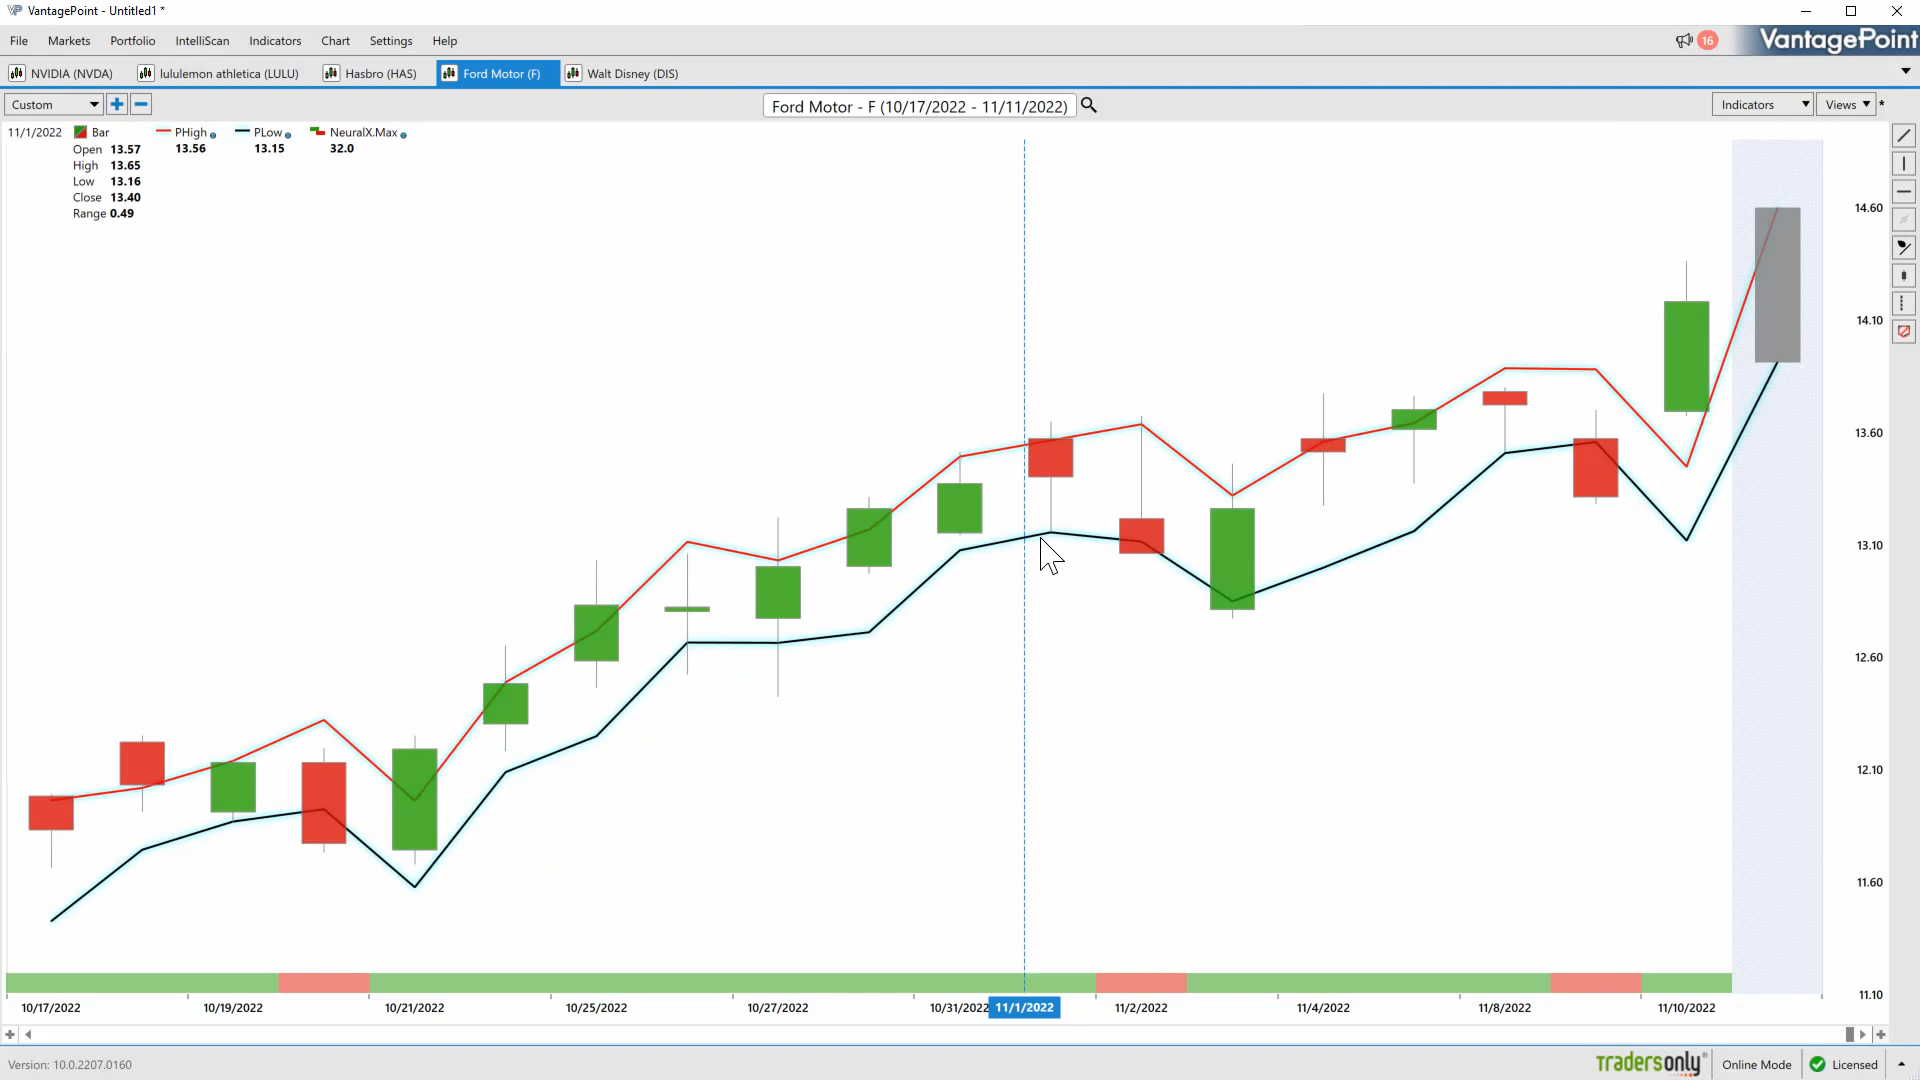 VP VantagePoint - Untitled1 *
File Markets Portfolio IntelliScan Indicators Chart Settings Help 16 VantagePoint
NVIDIA (NVDA) lululemon athletica (LULU) Hasbro (HAS) Ford Motor (F) Walt Disney (DIS)
Custom Ford Motor - F (10/17/2022 - 11/11/2022) Indicators Views *
11/1/2022 Bar PHigh PLow NeuralX.Max
Open 13.57 13.56 13.15 32.0
High 13.65
Low 13.16
Close 13.40
Range 0.49
14.60
14.10
13.60
13.10
12.60
12.10
11.60
11.10
10/17/2022 10/19/2022 10/21/2022 10/25/2022 10/27/2022 10/31/2022 11/1/2022 11/2/2022 11/4/2022 11/8/2022 11/10/2022
Version: 10.0.2207.0160 tradersonly Online Mode Licensed